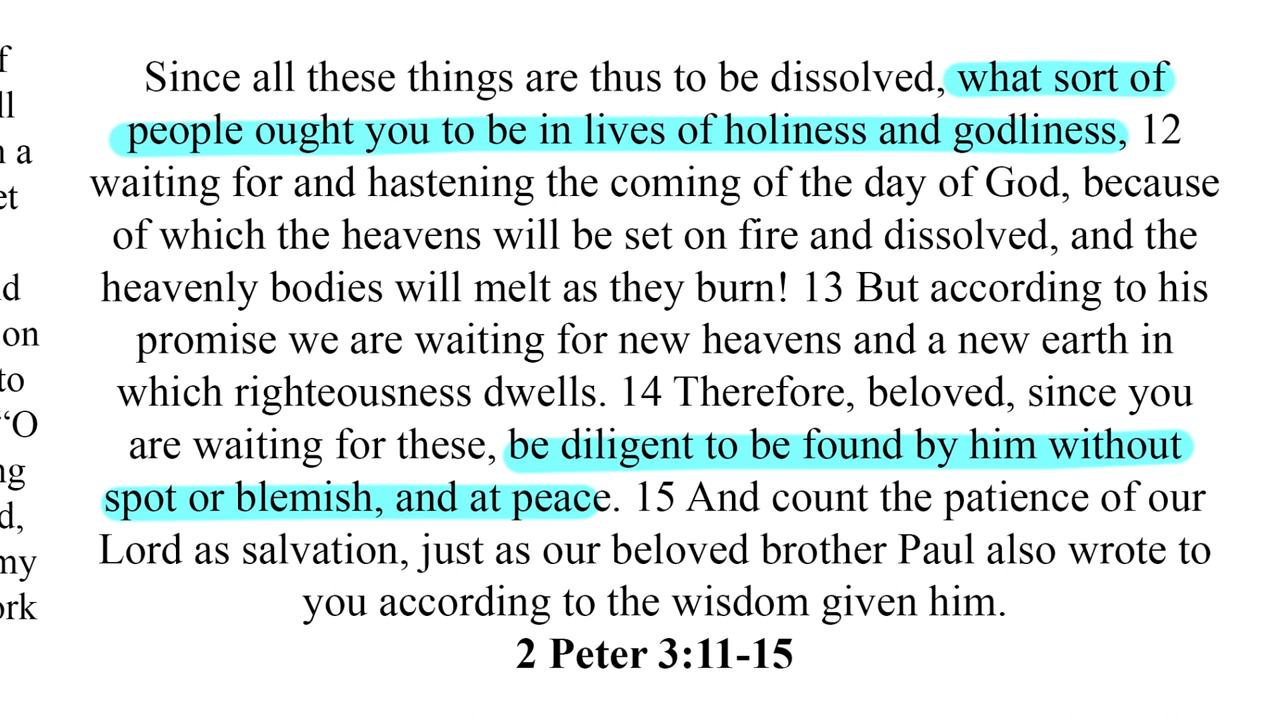 Since all these things are thus to be dissolved, what sort of
people ought you to be in lives of holiness and godliness, 12
waiting for and hastening the coming of the day of God, because
of which the heavens will be set on fire and dissolved, and the
heavenly bodies will melt as they burn! 13 But according to his
promise we are waiting for new heavens and a new earth in
which righteousness dwells. 14 Therefore, beloved, since you
are waiting for these, be diligent to be found by him without
spot or blemish, and at peace. 15 And count the patience of our
Lord as salvation, just as our beloved brother Paul also wrote to
you according to the wisdom given him.
2 Peter 3:11-15
a
on
to
“O